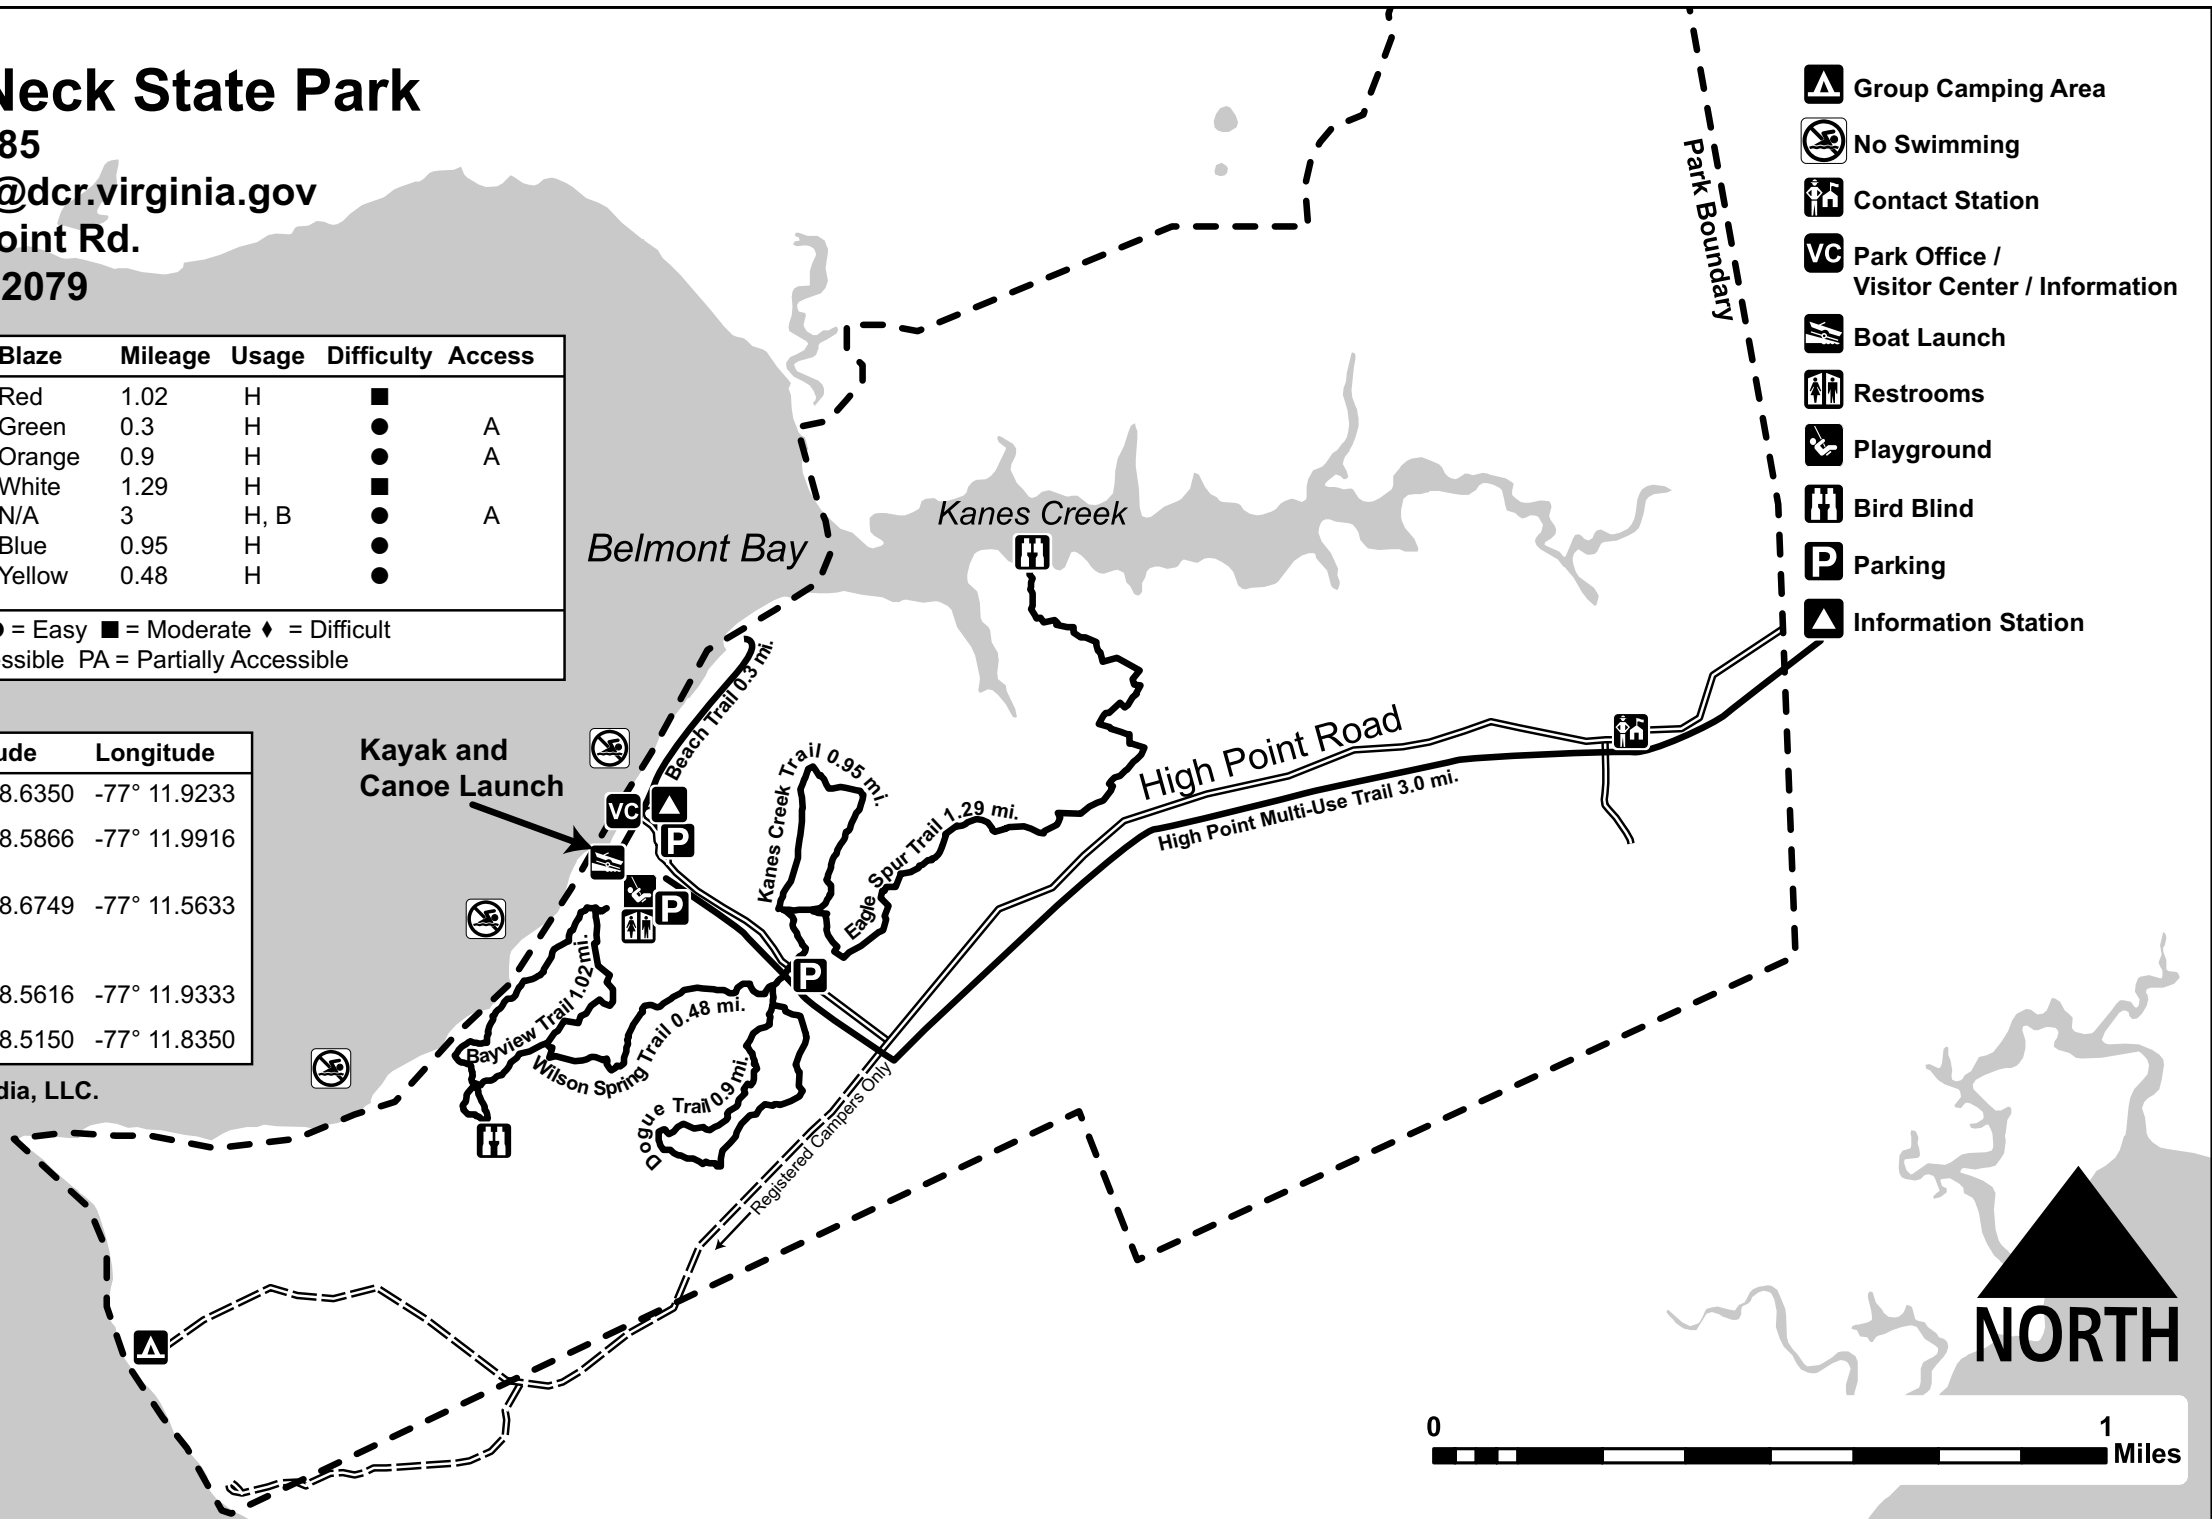 Neck State Park
85
@dcr.virginia.gov
oint Rd.
2079
Blaze Mileage Usage Difficulty Access
Red 1.02 H ■
Green 0.3 H ● A
Orange 0.9 H ● A
White 1.29 H ■
N/A 3 H, B ● A
Blue 0.95 H ●
Yellow 0.48 H ●
● = Easy ■ = Moderate ♦ = Difficult
essible PA = Partially Accessible
ude Longitude
8.6350 -77° 11.9233
8.5866 -77° 11.9916
8.6749 -77° 11.5633
8.5616 -77° 11.9333
8.5150 -77° 11.8350
dia, LLC.
Kayak and
Canoe Launch
Belmont Bay
Kanes Creek
Beach Trail 0.3 mi.
VC
P
P
P
Kanes Creek Trail 0.95 mi.
Eagle Spur Trail 1.29 mi.
High Point Road
High Point Multi-Use Trail 3.0 mi.
Bayview Trail 1.02 mi.
Wilson Spring Trail 0.48 mi.
Dogue Trail 0.9 mi.
Registered Campers Only
Park Boundary
Group Camping Area
No Swimming
Contact Station
VC Park Office /
Visitor Center / Information
Boat Launch
Restrooms
Playground
Bird Blind
P Parking
Information Station
NORTH
0 1
Miles